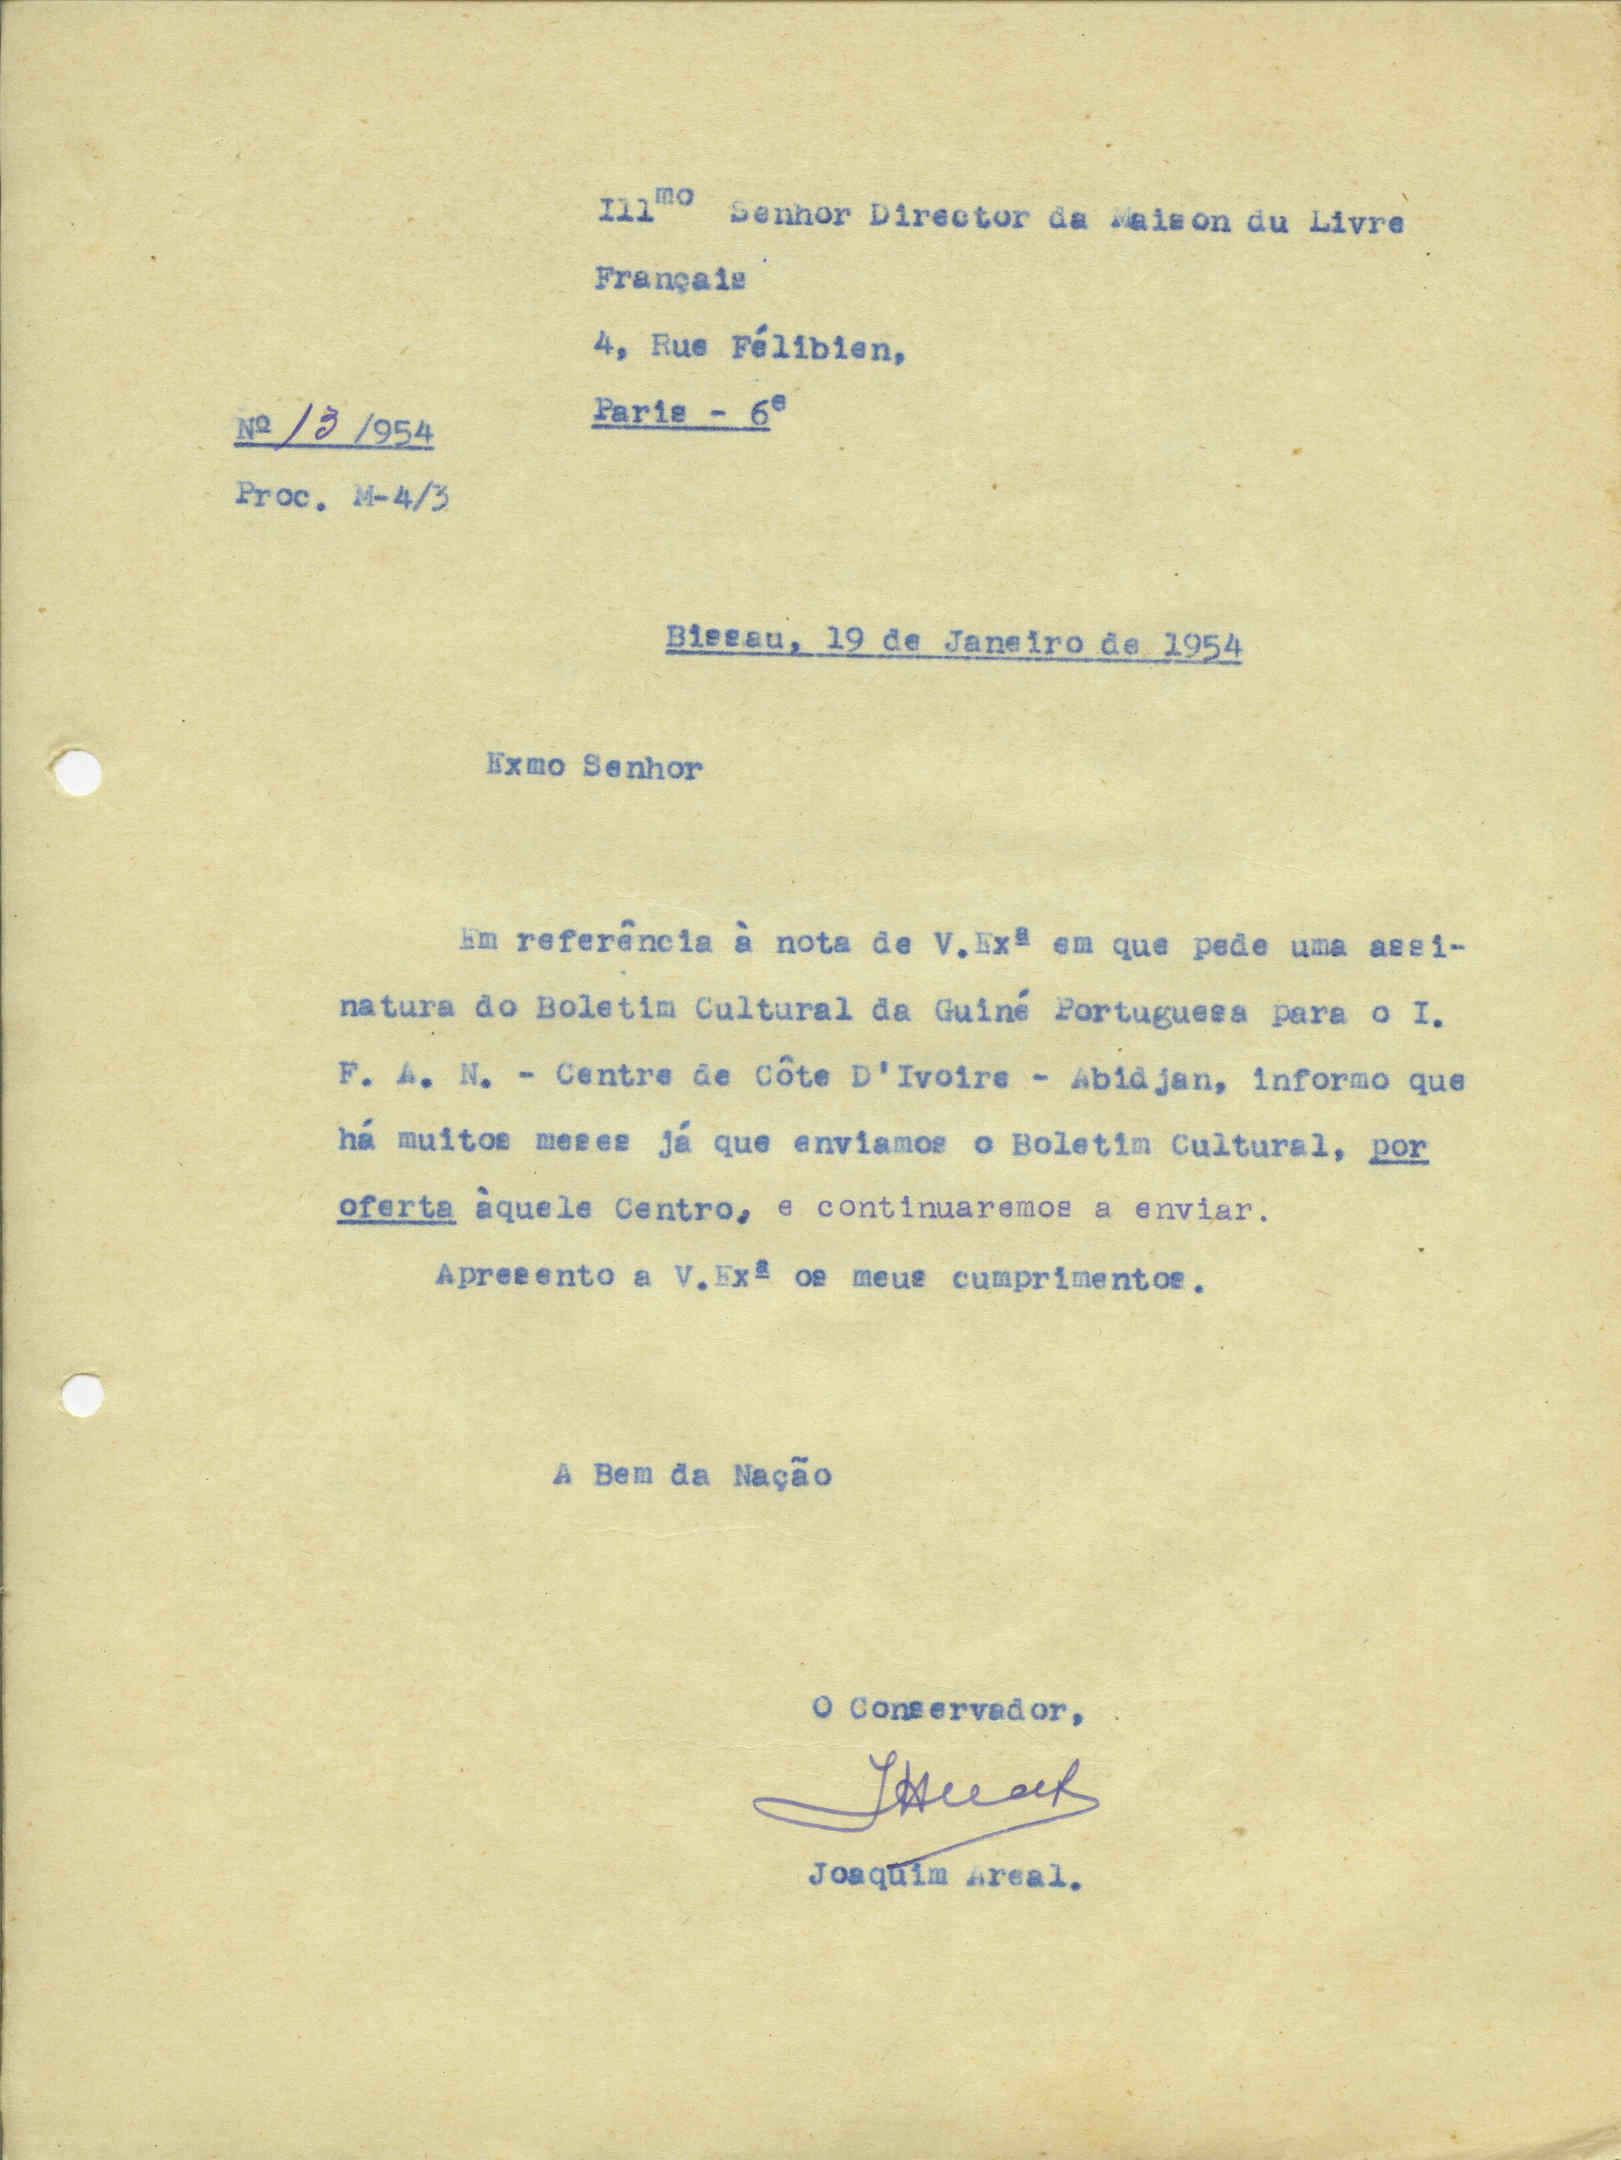 Illmo Senhor Director da Maison du Livre
Français
4, Rue Félibien,
Paris - 6e
Nº 13/954
Proc. M-4/3
Bissau, 19 de Janeiro de 1954
Exmo Senhor
Em referência à nota de V.Exª em que pede uma assi-
natura do Boletim Cultural da Guiné Portuguesa para o I.
F. A. N. - Centre de Côte D'Ivoire - Abidjan, informo que
há muitos meses já que enviamos o Boletim Cultural, por
oferta àquele Centro, e continuaremos a enviar.
Apresento a V.Exª os meus cumprimentos.
A Bem da Nação
O Conservador,
JAreal
Joaquim Areal.